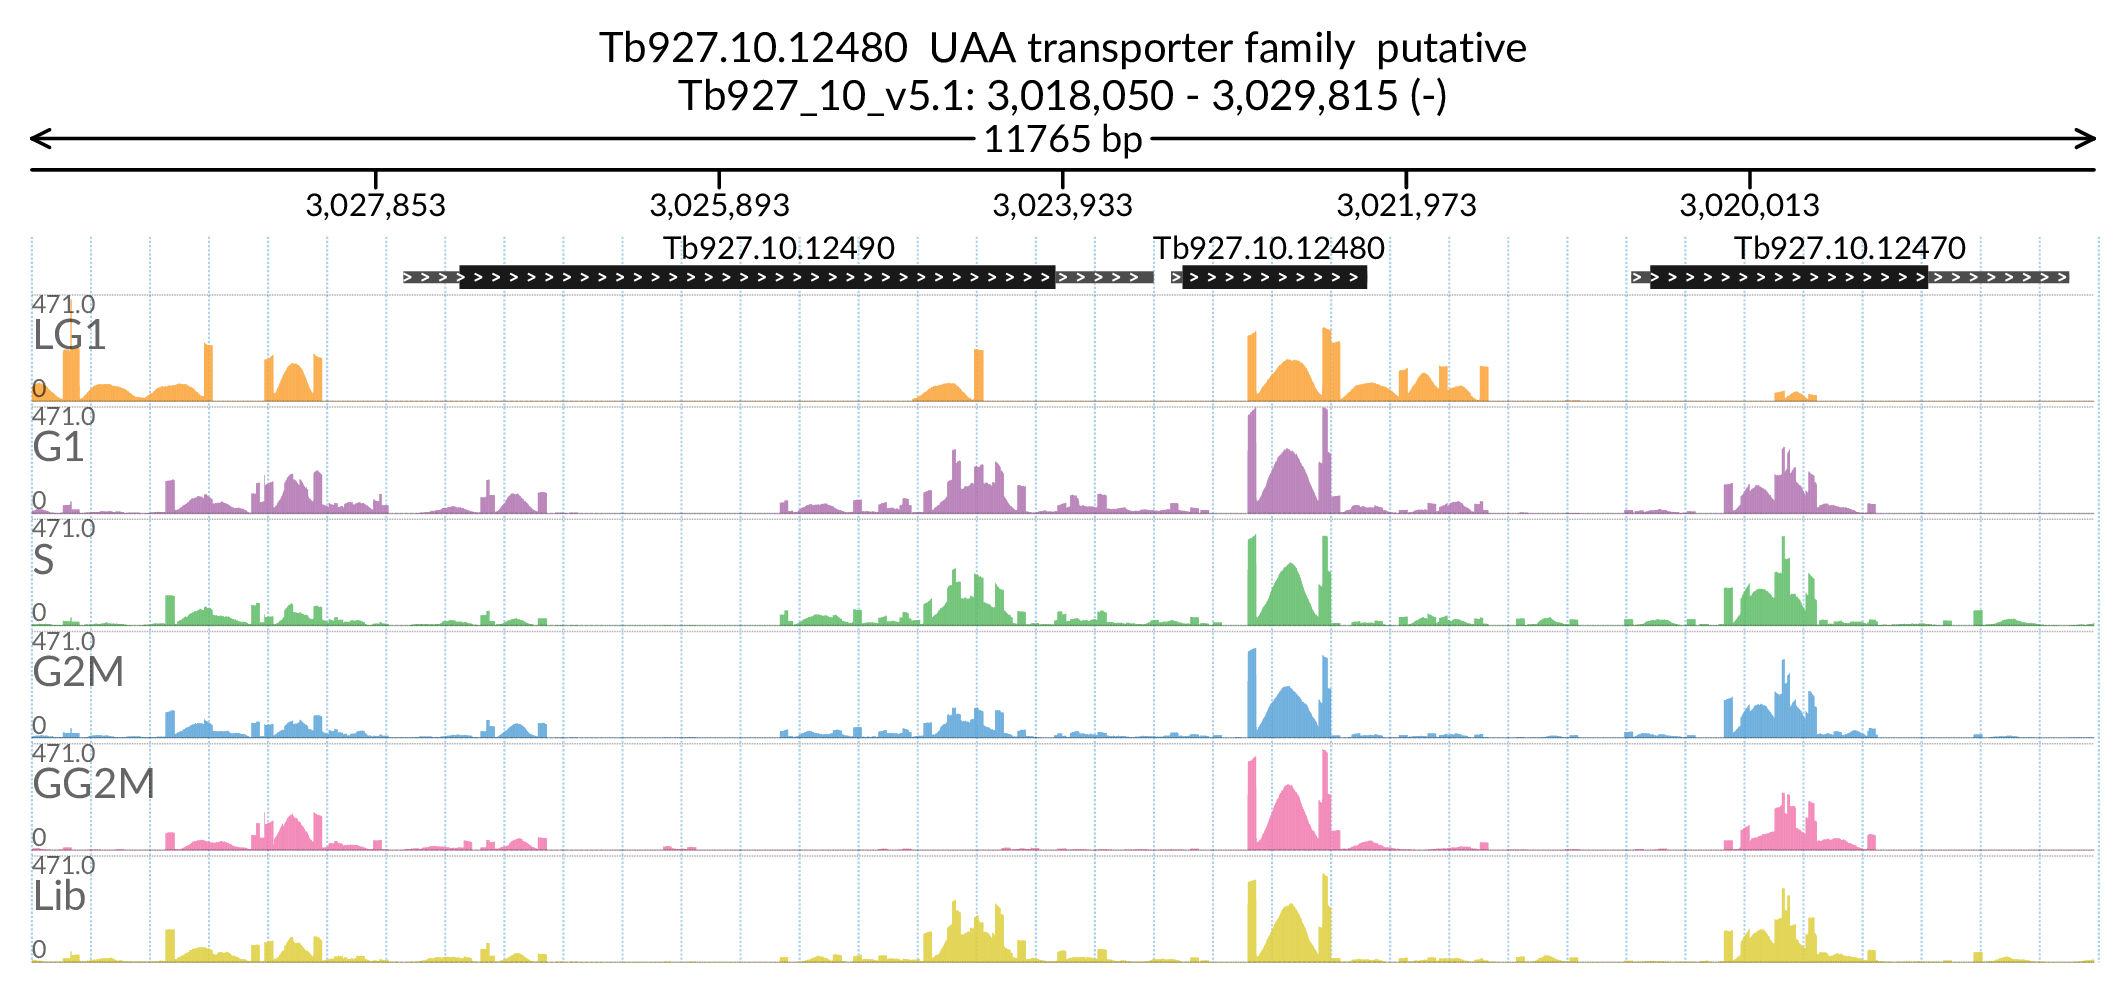 Tb927.10.12480  UAA transporter family  putative
Tb927_10_v5.1: 3,018,050 - 3,029,815 (-)
11765 bp
3,027,853 3,025,893 3,023,933 3,021,973 3,020,013
Tb927.10.12490 Tb927.10.12480 Tb927.10.12470
471.0
LG1
0
471.0
G1
0
471.0
S
0
471.0
G2M
0
471.0
GG2M
0
471.0
Lib
0